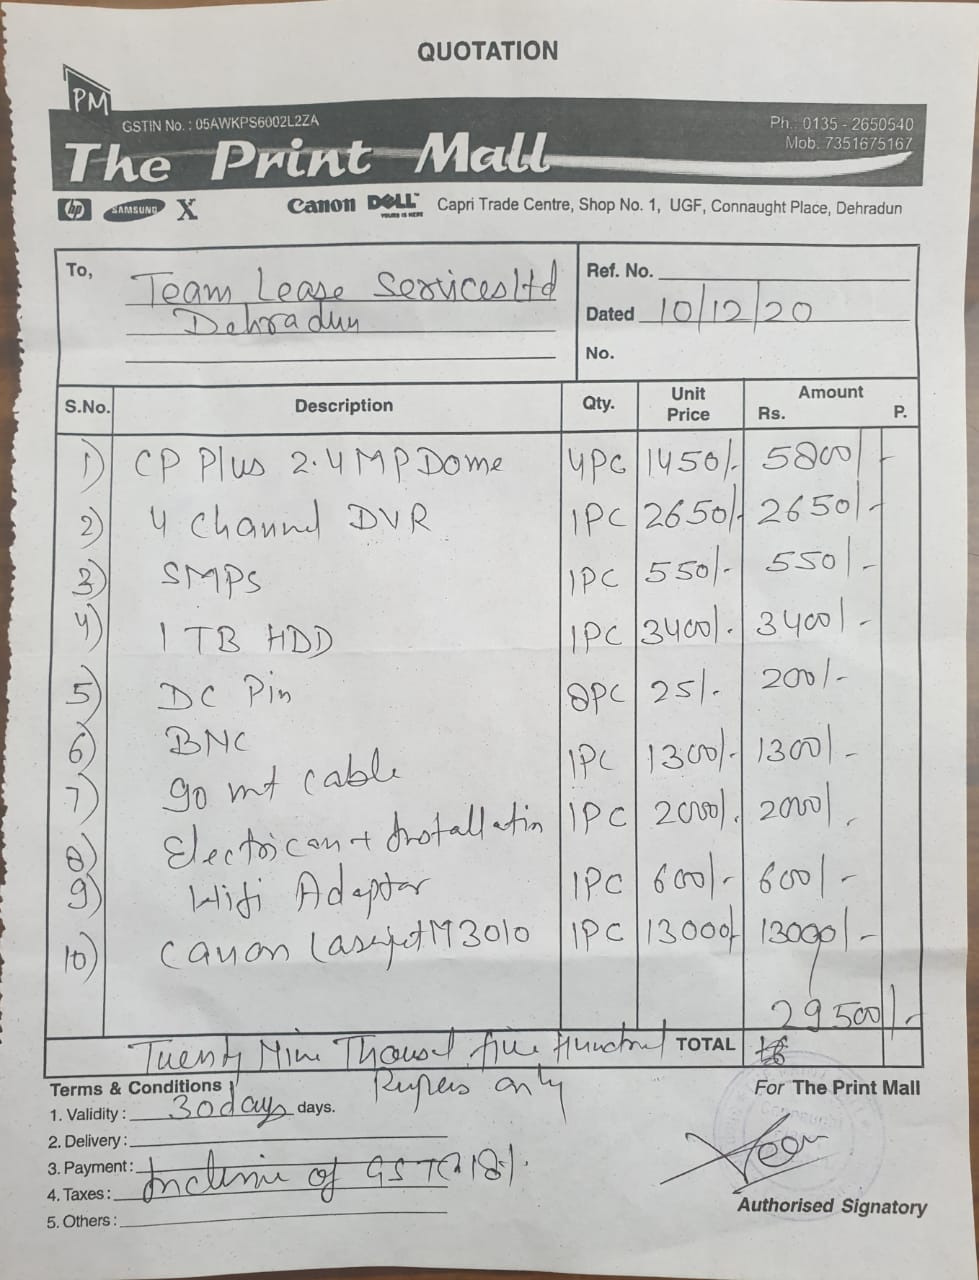 QUOTATION
PM
GSTIN No. : 05AWKPS6002L2ZA
Ph. : 0135 - 2650540
Mob. 7351675167
The Print Mall
hp SAMSUNG X Canon DELL YOURS IS HERE Capri Trade Centre, Shop No. 1, UGF, Connaught Place, Dehradun
To, Team Lease Services Ltd
Dehradun
Ref. No.
Dated 10/12/20
No.
S.No. Description Qty. Unit Price Amount Rs. P.
1) CP Plus 2.4 MP Dome 4PC 1450/- 5800/-
2) 4 Channel DVR 1PC 2650/- 2650/-
3) SMPS 1PC 550/- 550/-
4) 1 TB HDD 1PC 3400/- 3400/-
5) DC Pin 8PC 25/- 200/-
6) BNC
7) 90 mt cable 1PC 1300/- 1300/-
8) Electrican + Installatin 1PC 2000/- 2000/-
9) Wifi Adaptor 1PC 600/- 600/-
10) Canon Laserjet M3010 1PC 13000/- 13000/-
29500/-
Twenty Nine Thousand five Hundred TOTAL
Rupees only
Terms & Conditions
For The Print Mall
1. Validity : 30 days days.
2. Delivery :
3. Payment :
4. Taxes : Inclusive of GST @ 18%.
5. Others :
Authorised Signatory